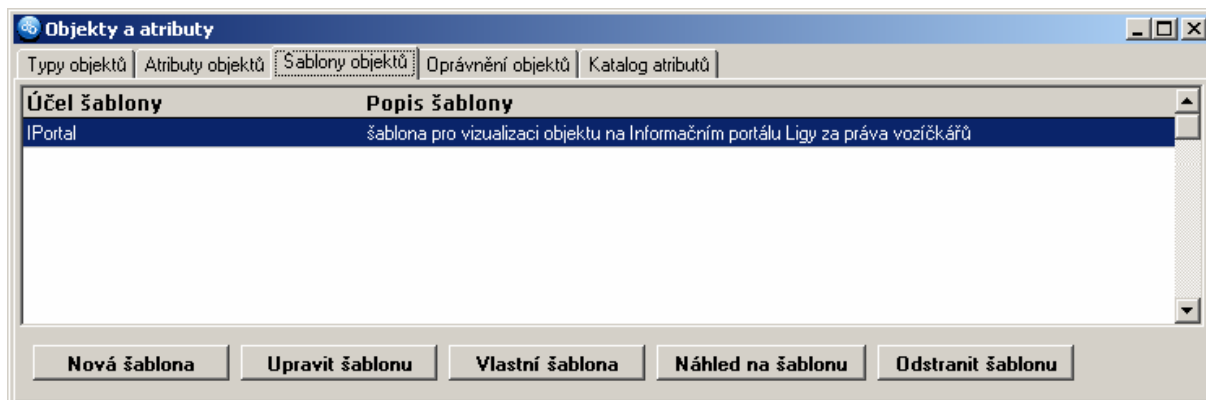 Objekty a atributy
Typy objektů Atributy objektů Šablony objektů Oprávnění objektů Katalog atributů
Účel šablony Popis šablony
IPortal šablona pro vizualizaci objektu na Informačním portálu Ligy za práva vozíčkářů
Nová šablona Upravit šablonu Vlastní šablona Náhled na šablonu Odstranit šablonu